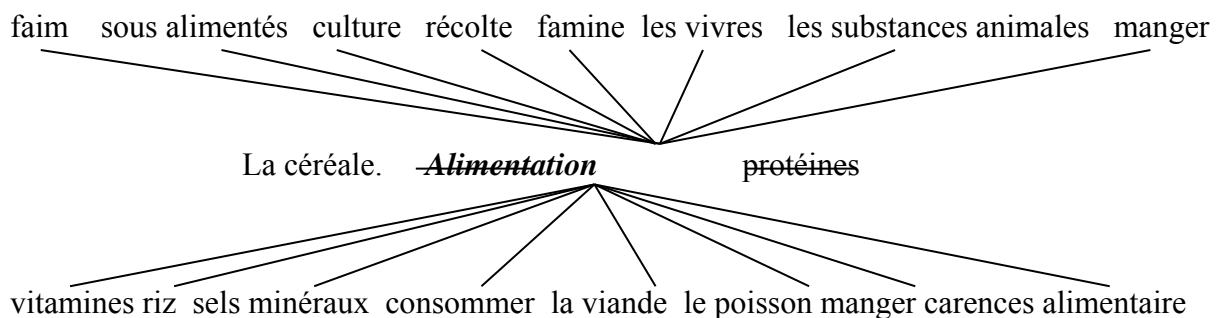 faim sous alimentés culture récolte famine les vivres les substances animales manger
La céréale. Alimentation protéines
vitamines riz sels minéraux consommer la viande le poisson manger carences alimentaire